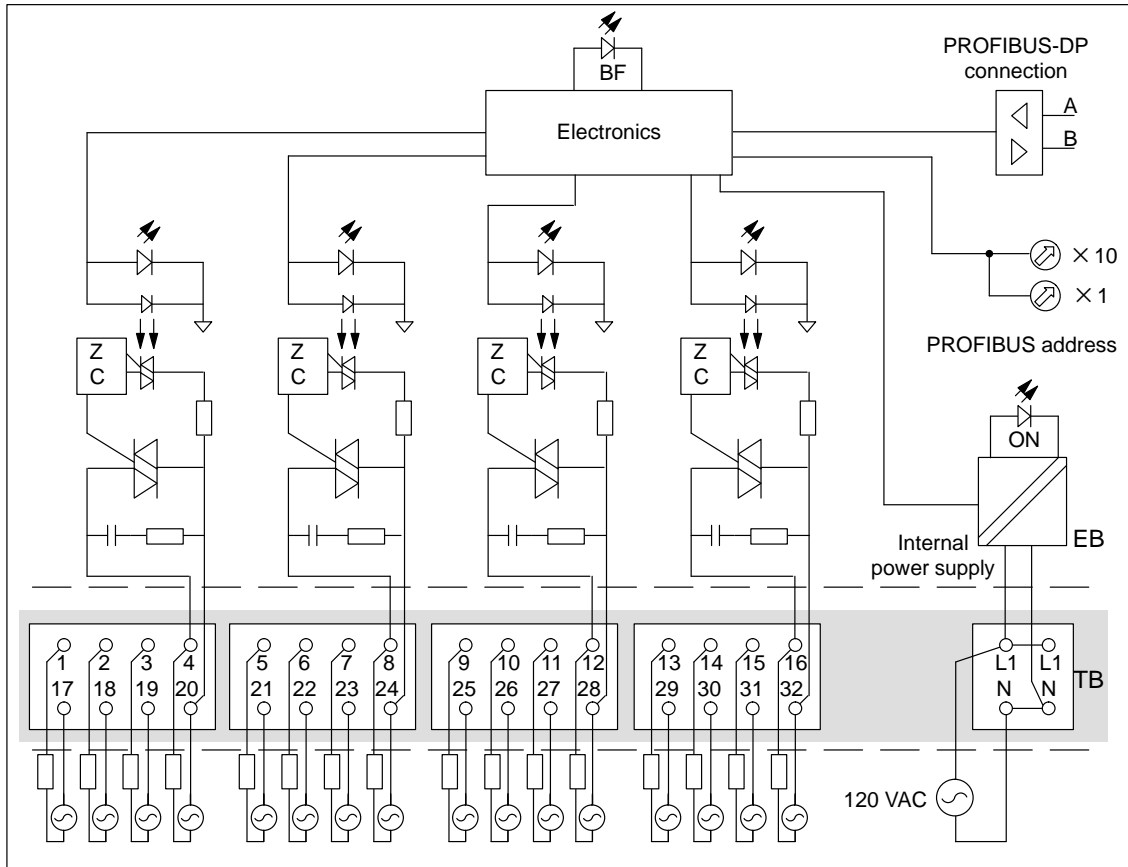 PROFIBUS-DP
connection
BF
A
Electronics
B
× 10
× 1
Z
C
Z
C
Z
C
Z
C
PROFIBUS address
ON
Internal
power supply
EB
1 2 3 4
17 18 19 20
5 6 7 8
21 22 23 24
9 10 11 12
25 26 27 28
13 14 15 16
29 30 31 32
L1 L1
N N
TB
120 VAC